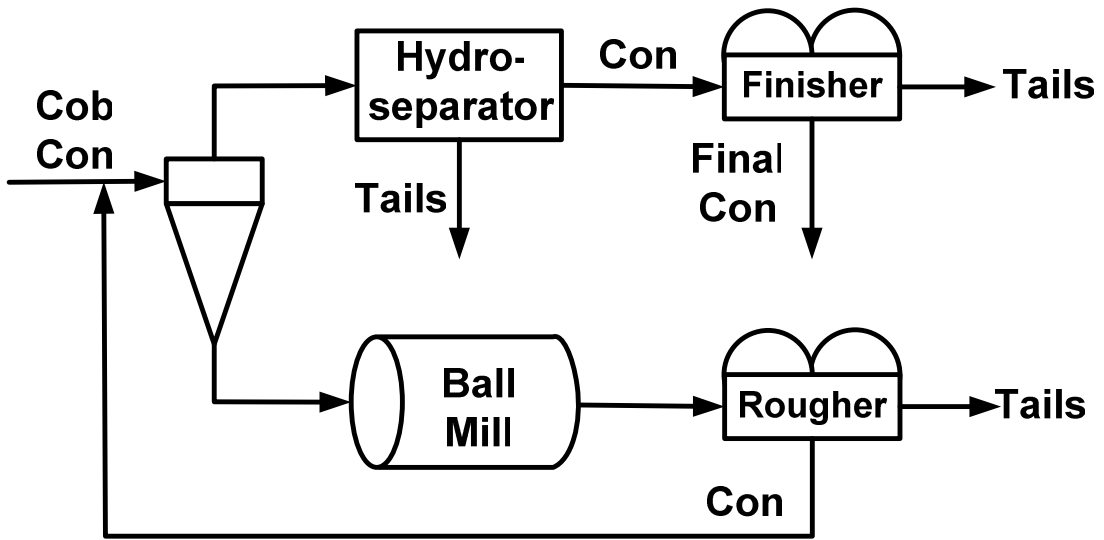 Cob
Con
Hydro-
separator
Con
Finisher
Tails
Tails
Final
Con
Ball
Mill
Rougher
Tails
Con